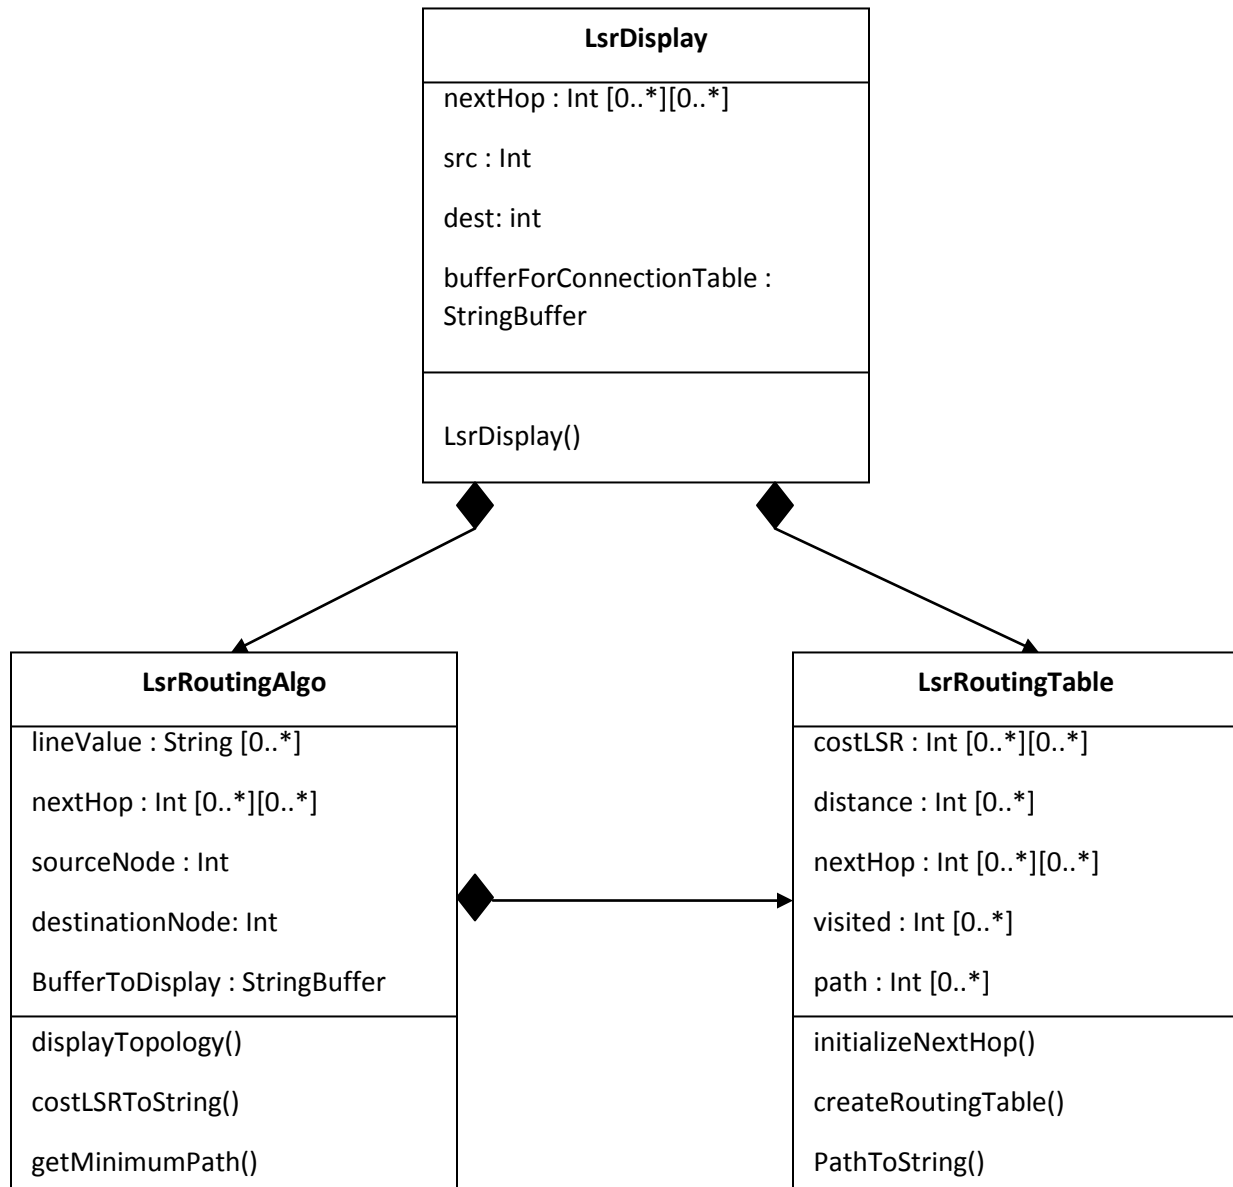 LsrDisplay
nextHop : Int [0..*][0..*]
src : Int
dest: int
bufferForConnectionTable :
StringBuffer
LsrDisplay()
LsrRoutingAlgo
lineValue : String [0..*]
nextHop : Int [0..*][0..*]
sourceNode : Int
destinationNode: Int
BufferToDisplay : StringBuffer
displayTopology()
costLSRToString()
getMinimumPath()
LsrRoutingTable
costLSR : Int [0..*][0..*]
distance : Int [0..*]
nextHop : Int [0..*][0..*]
visited : Int [0..*]
path : Int [0..*]
initializeNextHop()
createRoutingTable()
PathToString()